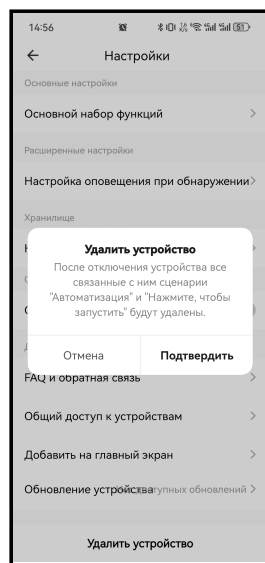 14:56
Настройки
Основные настройки
Основной набор функций
Расширенные настройки
Настройка оповещения при обнаружении
Хранилище
Удалить устройство
После отключения устройства все
связанные с ним сценарии
"Автоматизация" и "Нажмите, чтобы
запустить" будут удалены.
Отмена
Подтвердить
FAQ и обратная связь
Общий доступ к устройствам
Добавить на главный экран
Обновление устройства доступных обновлений
Удалить устройство